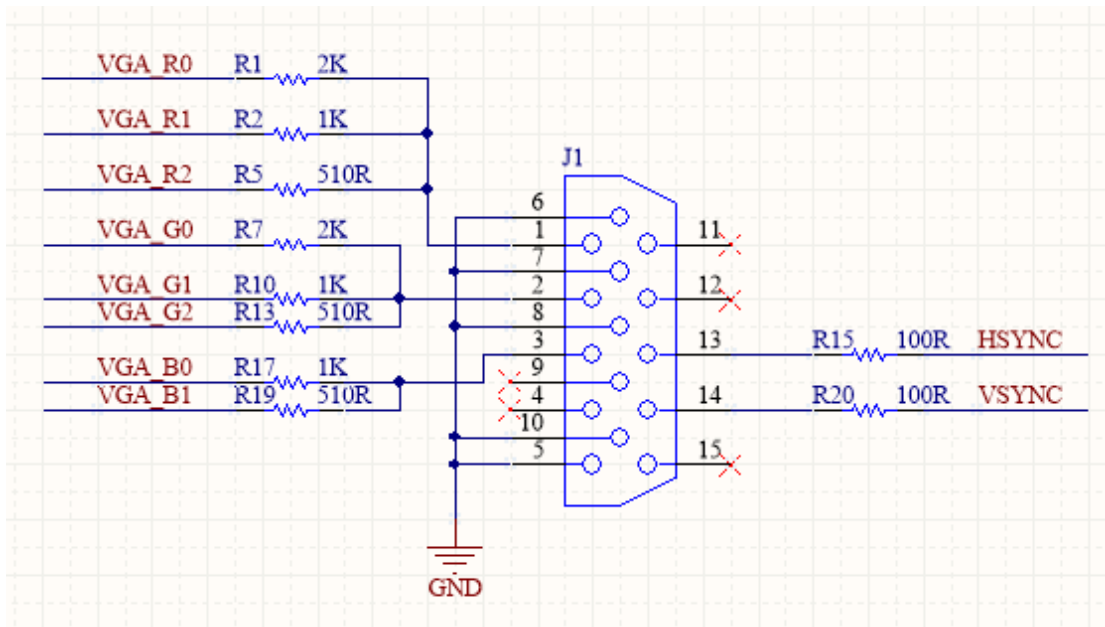 VGA_R0 R1 2K
VGA_R1 R2 1K
J1
VGA_R2 R5 510R
6
VGA_G0 R7 2K
1 11
7
VGA_G1 R10 1K
2 12
VGA_G2 R13 510R
8
3 13 R15 100R HSYNC
VGA_B0 R17 1K
9
VGA_B1 R19 510R
4 14 R20 100R VSYNC
10
5 15
GND